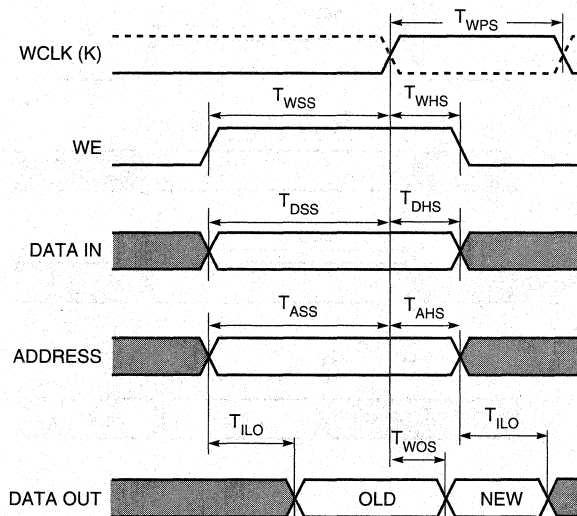 T_WPS
WCLK (K)
T_WSS T_WHS
WE
T_DSS T_DHS
DATA IN
T_ASS T_AHS
ADDRESS
T_ILO T_WOS T_ILO
DATA OUT OLD NEW